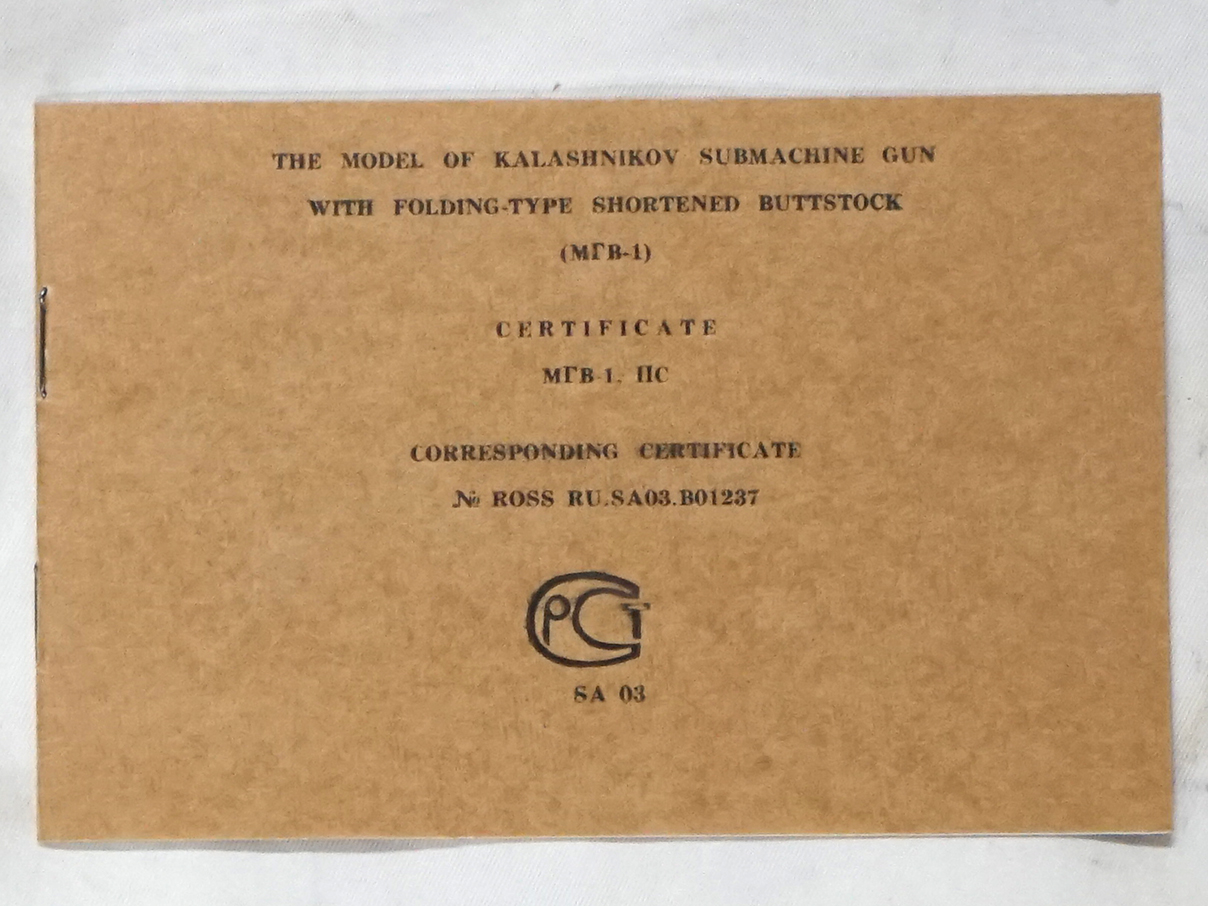 THE MODEL OF KALASHNIKOV SUBMACHINE GUN
WITH FOLDING-TYPE SHORTENED BUTTSTOCK
(МГВ-1)
CERTIFICATE
МГВ-1. ПС
CORRESPONDING CERTIFICATE
№ ROSS RU.SA03.B01237
РСТ
SA 03